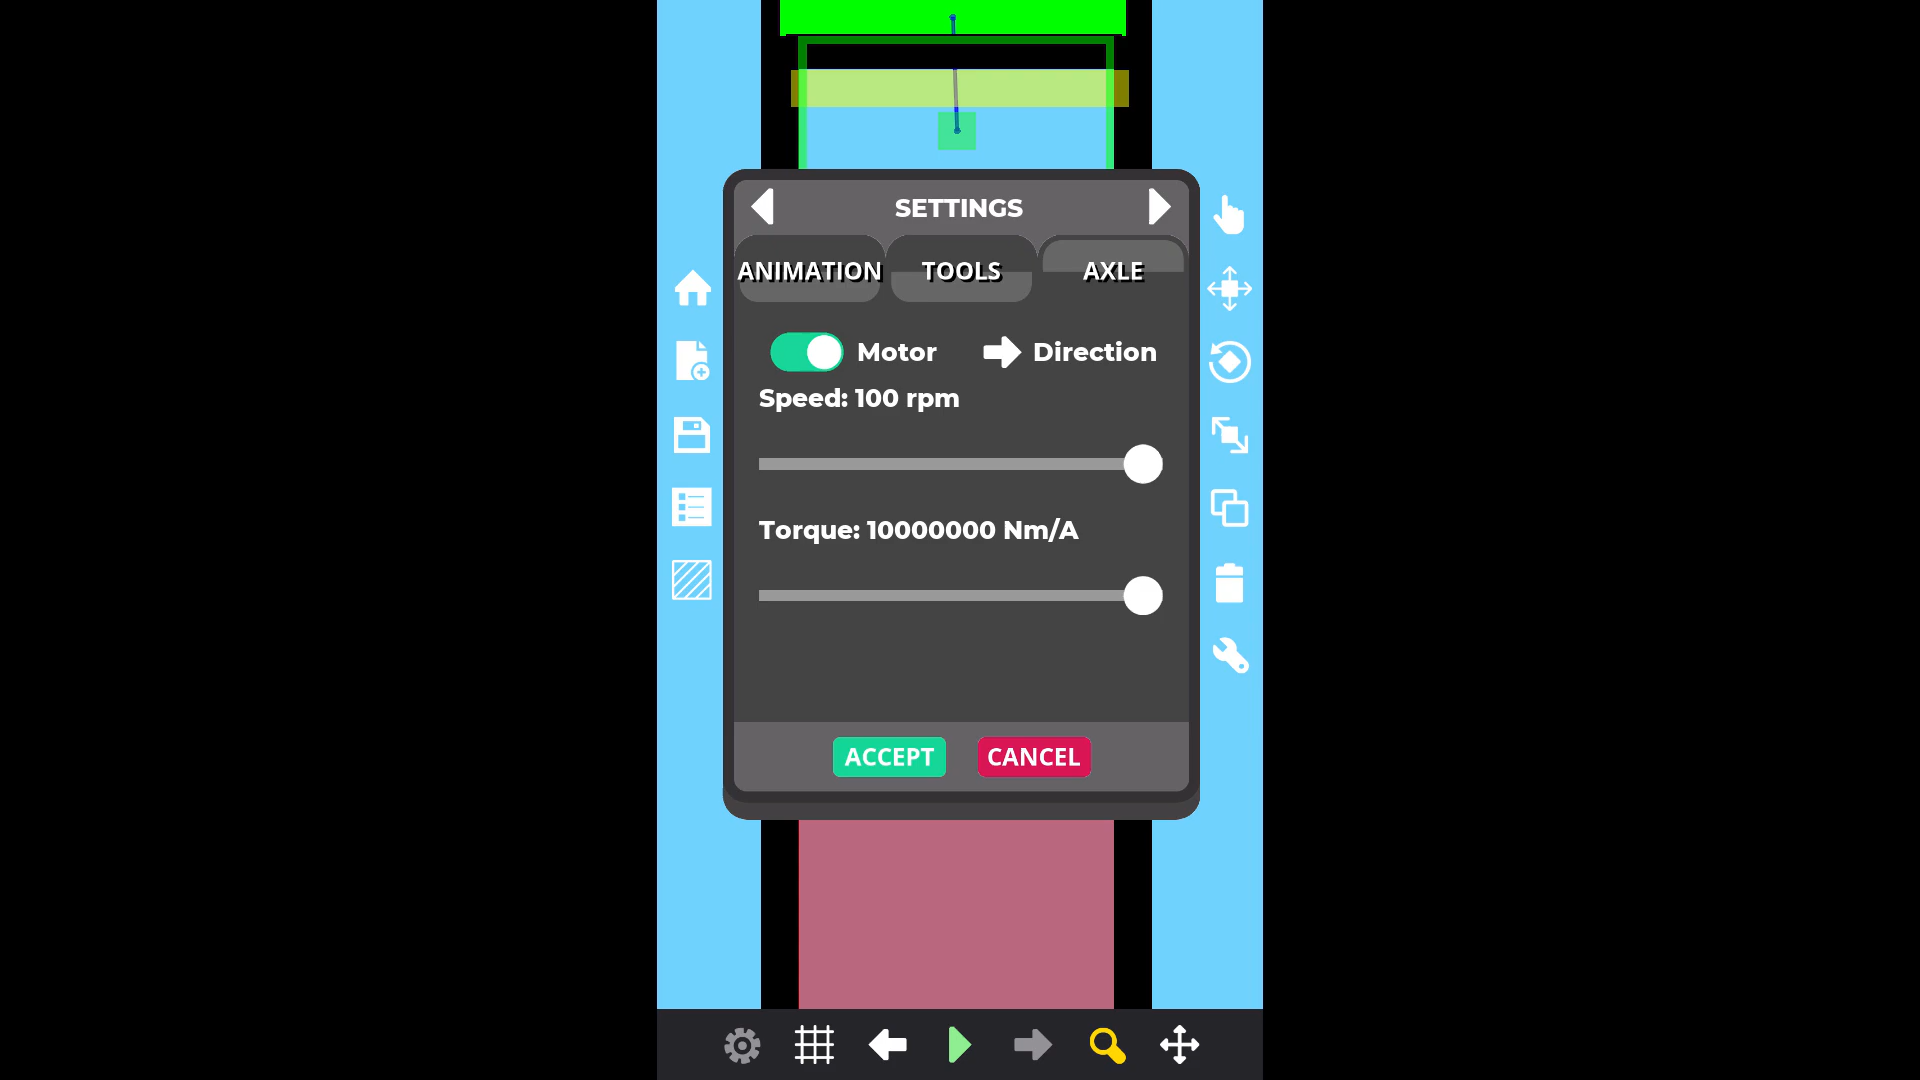 SETTINGS
ANIMATION TOOLS AXLE
Motor Direction
Speed: 100 rpm
Torque: 10000000 Nm/A
ACCEPT CANCEL